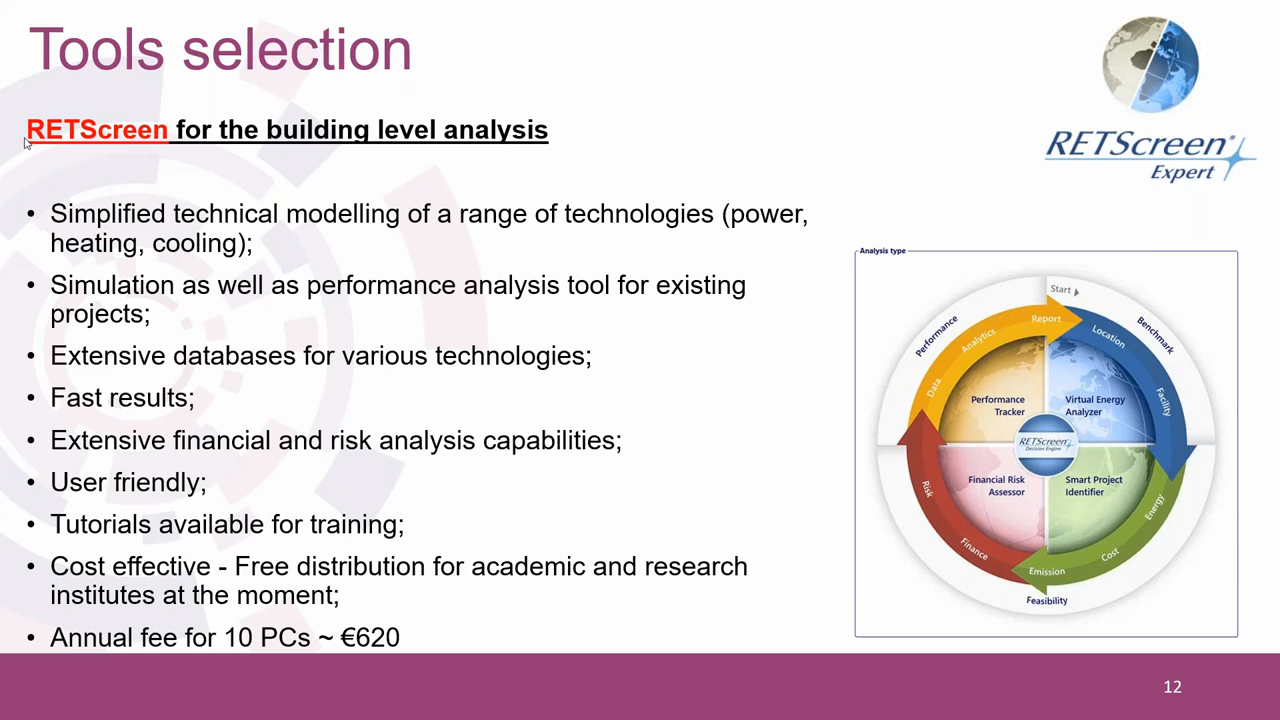 Tools selection
RETScreen for the building level analysis
• Simplified technical modelling of a range of technologies (power,
heating, cooling);
• Simulation as well as performance analysis tool for existing
projects;
• Extensive databases for various technologies;
• Fast results;
• Extensive financial and risk analysis capabilities;
• User friendly;
• Tutorials available for training;
• Cost effective - Free distribution for academic and research
institutes at the moment;
• Annual fee for 10 PCs ~ €620
RETScreen®
Expert
Analysis type
Start
Performance
Benchmark
Report
Analytics
Data
Location
Facility
Performance
Tracker
Virtual Energy
Analyzer
RETScreen
Decision Engine
Financial Risk
Assessor
Smart Project
Identifier
Risk
Finance
Energy
Cost
Emission
Feasibility
12